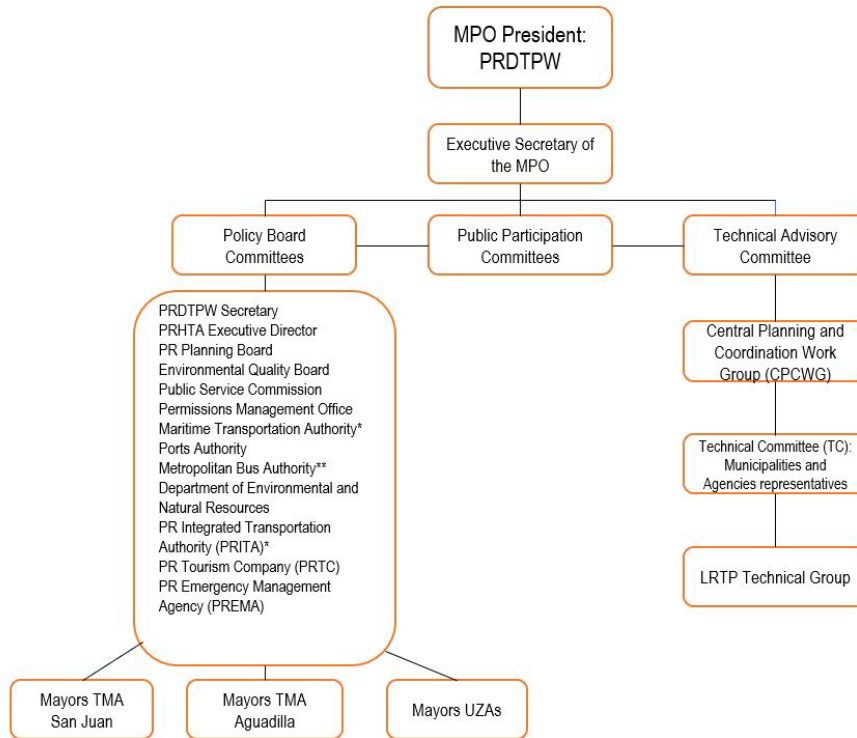 MPO President:
PRDTPW
Executive Secretary of
the MPO
Policy Board
Committees
Public Participation
Committees
Technical Advisory
Committee
PRDTPW Secretary
PRHTA Executive Director
PR Planning Board
Environmental Quality Board
Public Service Commission
Permissions Management Office
Maritime Transportation Authority*
Ports Authority
Metropolitan Bus Authority**
Department of Environmental and
Natural Resources
PR Integrated Transportation
Authority (PRITA)*
PR Tourism Company (PRTC)
PR Emergency Management
Agency (PREMA)
Central Planning and
Coordination Work
Group (CPCWG)
Technical Committee (TC):
Municipalities and
Agencies representatives
LRTP Technical Group
Mayors TMA
San Juan
Mayors TMA
Aguadilla
Mayors UZAs